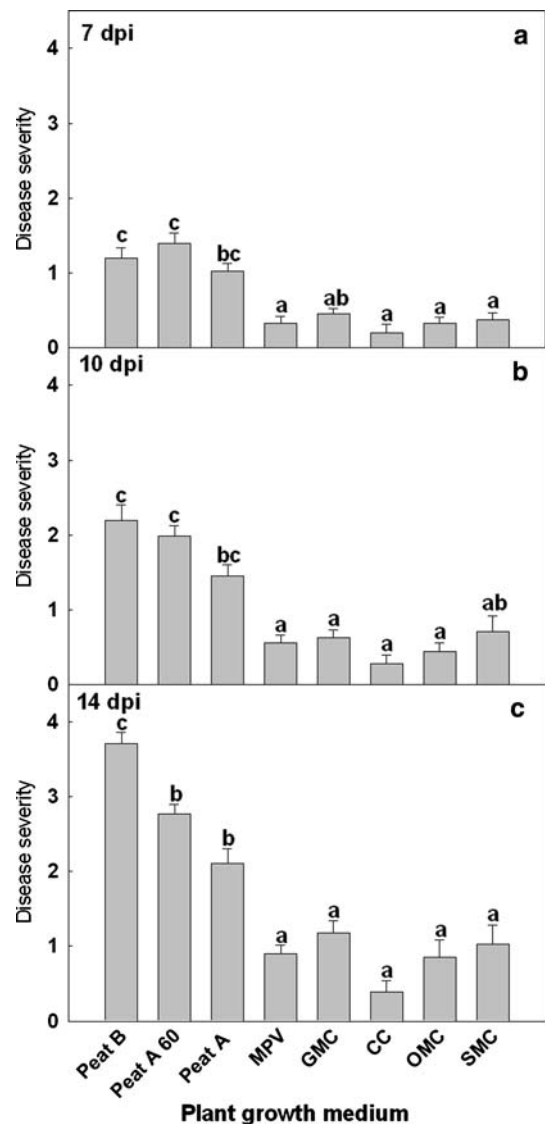 7 dpi
a
4
3
2
1
0
Disease severity
c
c
bc
a
ab
a
a
a
10 dpi
b
4
3
2
1
0
Disease severity
c
c
bc
a
a
a
a
ab
14 dpi
c
4
3
2
1
0
Disease severity
c
b
b
a
a
a
a
a
Peat B
Peat A 60
Peat A
MPV
GMC
CC
OMC
SMC
Plant growth medium